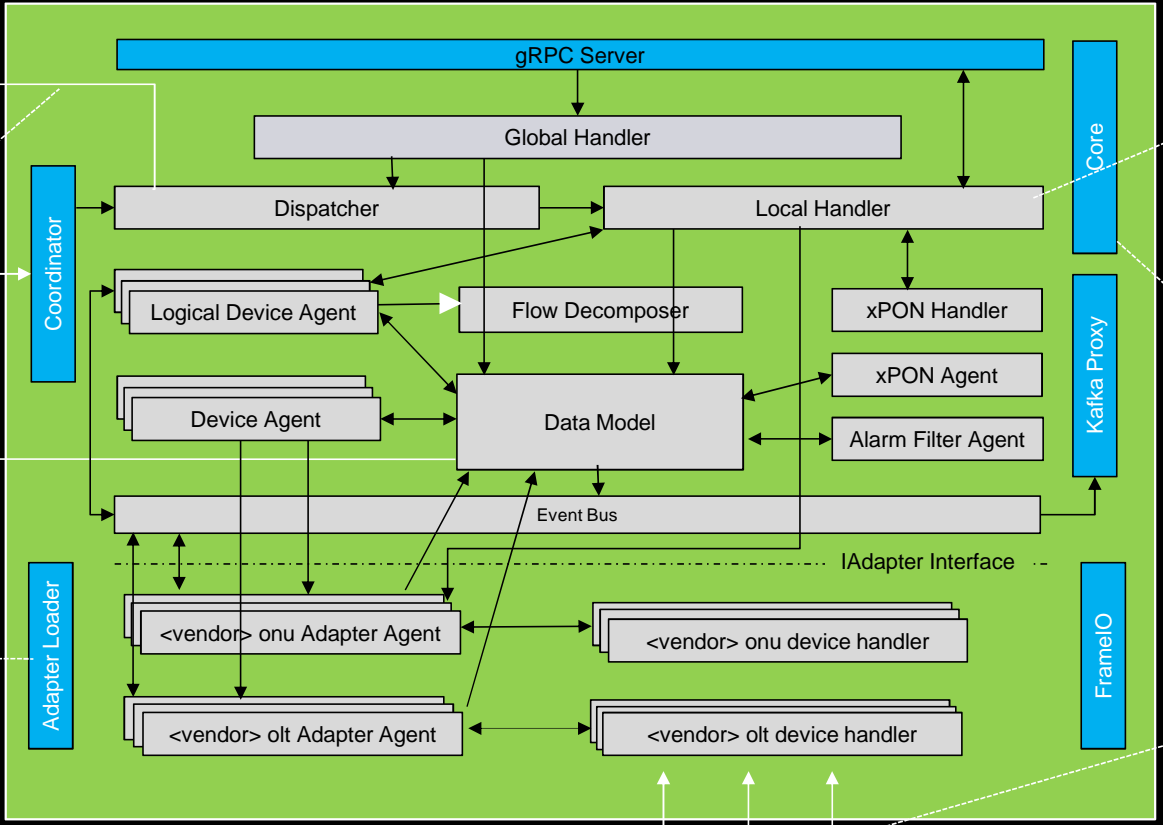 gRPC Server
Global Handler
Core
Dispatcher
Local Handler
Coordinator
Logical Device Agent
Flow Decomposer
xPON Handler
Kafka Proxy
xPON Agent
Device Agent
Data Model
Alarm Filter Agent
Event Bus
IAdapter Interface
Adapter Loader
<vendor> onu Adapter Agent
<vendor> onu device handler
FrameIO
<vendor> olt Adapter Agent
<vendor> olt device handler